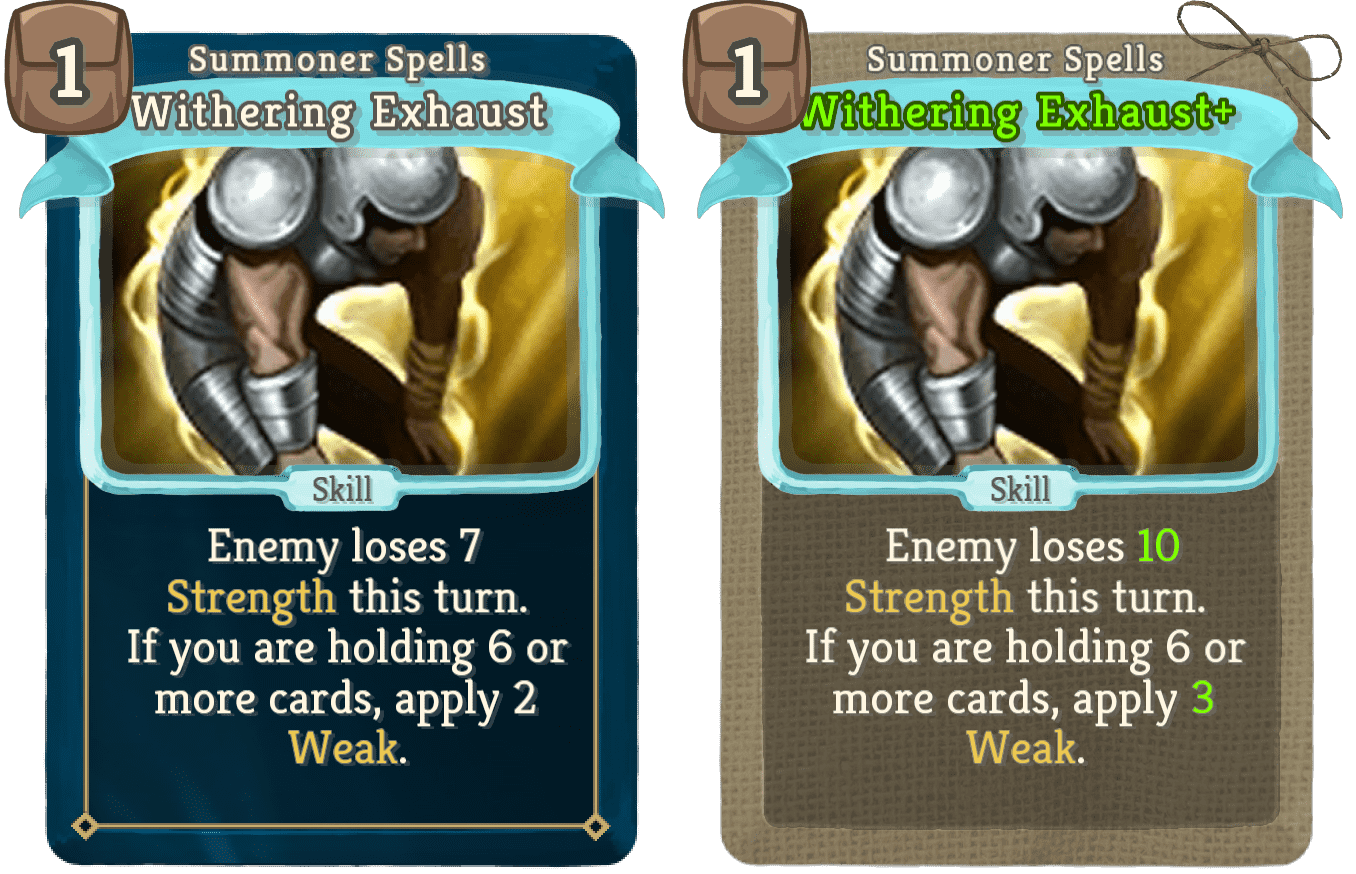 1
Summoner Spells
Withering Exhaust
Skill
Enemy loses 7
Strength this turn.
If you are holding 6 or
more cards, apply 2
Weak.
1
Summoner Spells
Withering Exhaust+
Skill
Enemy loses 10
Strength this turn.
If you are holding 6 or
more cards, apply 3
Weak.